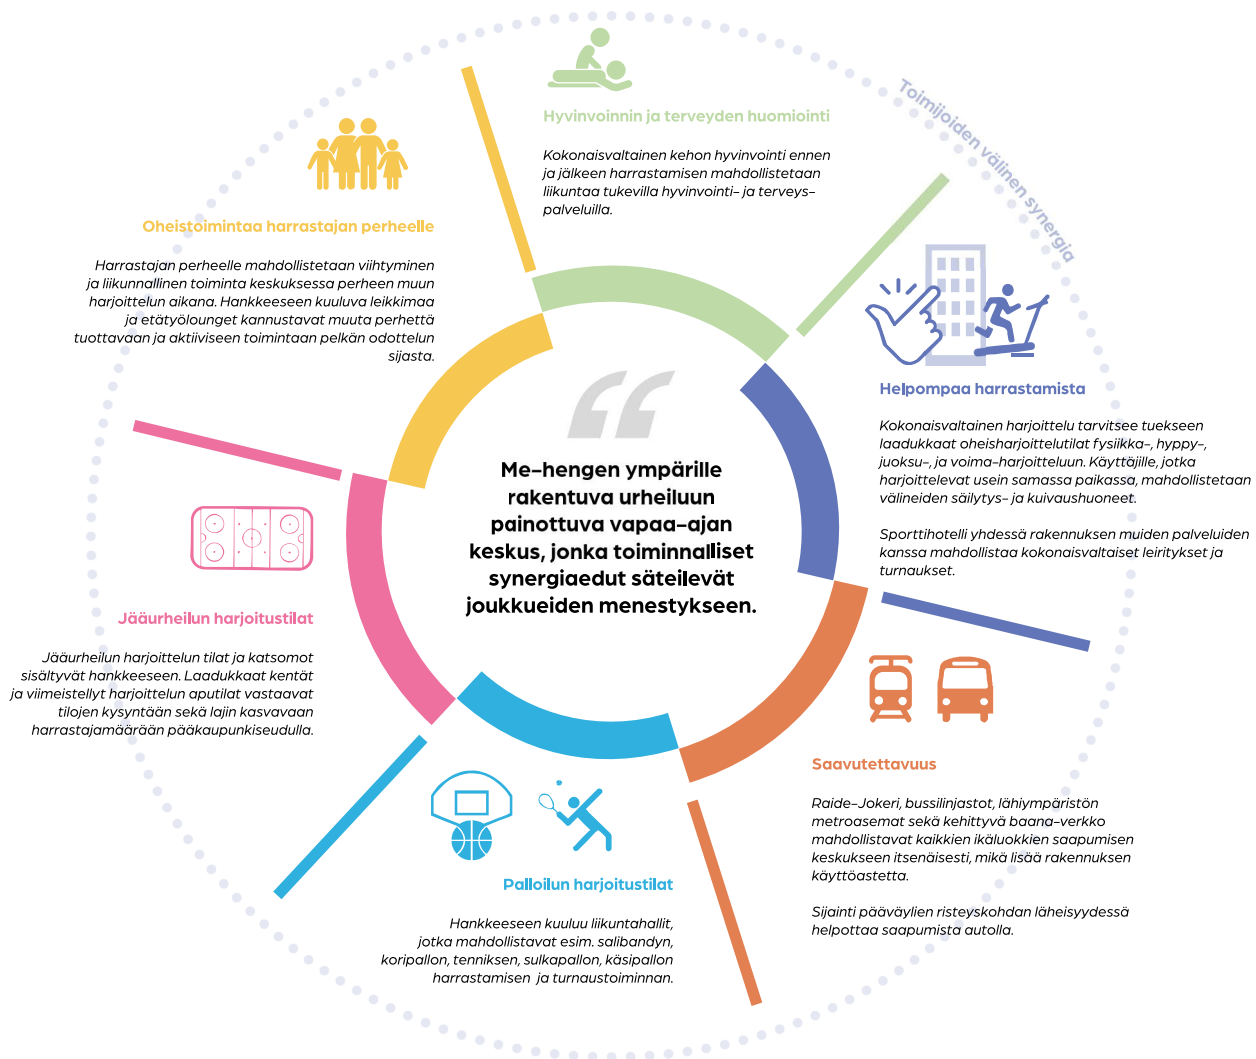 Hyvinvoinnin ja terveyden huomiointi
Kokonaisvaltainen kehon hyvinvointi ennen
ja jälkeen harrastamisen mahdollistetaan
liikuntaa tukevilla hyvinvointi- ja terveys-
palveluilla.
Toimijoiden välinen synergia
Oheistoimintaa harrastajan perheelle
Harrastajan perheelle mahdollistetaan viihtyminen
ja liikunnallinen toiminta keskuksessa perheen muun
harjoittelun aikana. Hankkeeseen kuuluva leikkimaa
ja etätyölounget kannustavat muuta perhettä
tuottavaan ja aktiiviseen toimintaan pelkän odottelun
sijasta.
Helpompaa harrastamista
Kokonaisvaltainen harjoittelu tarvitsee tuekseen
laadukkaat oheisharjoittelutilat fysiikka-, hyppy-,
juoksu-, ja voima-harjoitteluun. Käyttäjille, jotka
harjoittelevat usein samassa paikassa, mahdollistetaan
välineiden säilytys- ja kuivaushuoneet.
Sporttihotelli yhdessä rakennuksen muiden palveluiden
kanssa mahdollistaa kokonaisvaltaiset leiritykset ja
turnaukset.
“
Me-hengen ympärille
rakentuva urheiluun
painottuva vapaa-ajan
keskus, jonka toiminnalliset
synergiaedut säteilevät
joukkueiden menestykseen.
Jääurheilun harjoitustilat
Jääurheilun harjoittelun tilat ja katsomot
sisältyvät hankkeeseen. Laadukkaat kentät
ja viimeistellyt harjoittelun aputilat vastaavat
tilojen kysyntään sekä lajin kasvavaan
harrastajamäärään pääkaupunkiseudulla.
Saavutettavuus
Raide-Jokeri, bussilinjastot, lähiympäristön
metroasemat sekä kehittyvä baana-verkko
mahdollistavat kaikkien ikäluokkien saapumisen
keskukseen itsenäisesti, mikä lisää rakennuksen
käyttöastetta.
Sijainti pääväylien risteyskohdan läheisyydessä
helpottaa saapumista autolla.
Palloilun harjoitustilat
Hankkeeseen kuuluu liikuntahallit,
jotka mahdollistavat esim. salibandyn,
koripallon, tenniksen, sulkapallon, käsipallon
harrastamisen ja turnaustoiminnan.